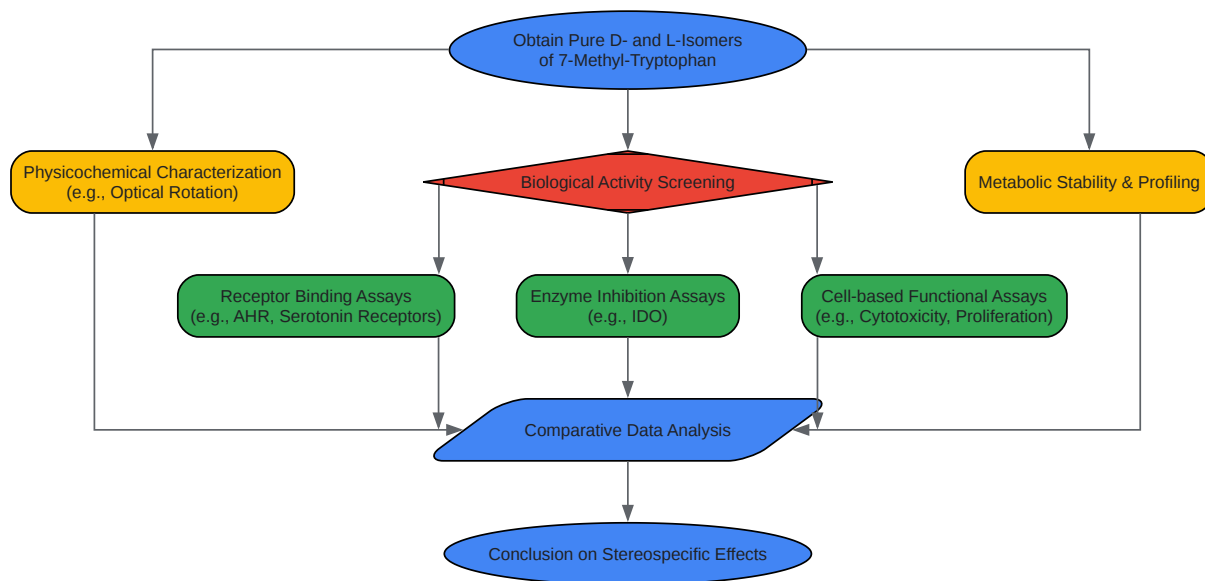 Obtain Pure D- and L-Isomers
of 7-Methyl-Tryptophan
Physicochemical Characterization
(e.g., Optical Rotation)
Biological Activity Screening
Metabolic Stability & Profiling
Receptor Binding Assays
(e.g., AHR, Serotonin Receptors)
Enzyme Inhibition Assays
(e.g., IDO)
Cell-based Functional Assays
(e.g., Cytotoxicity, Proliferation)
Comparative Data Analysis
Conclusion on Stereospecific Effects